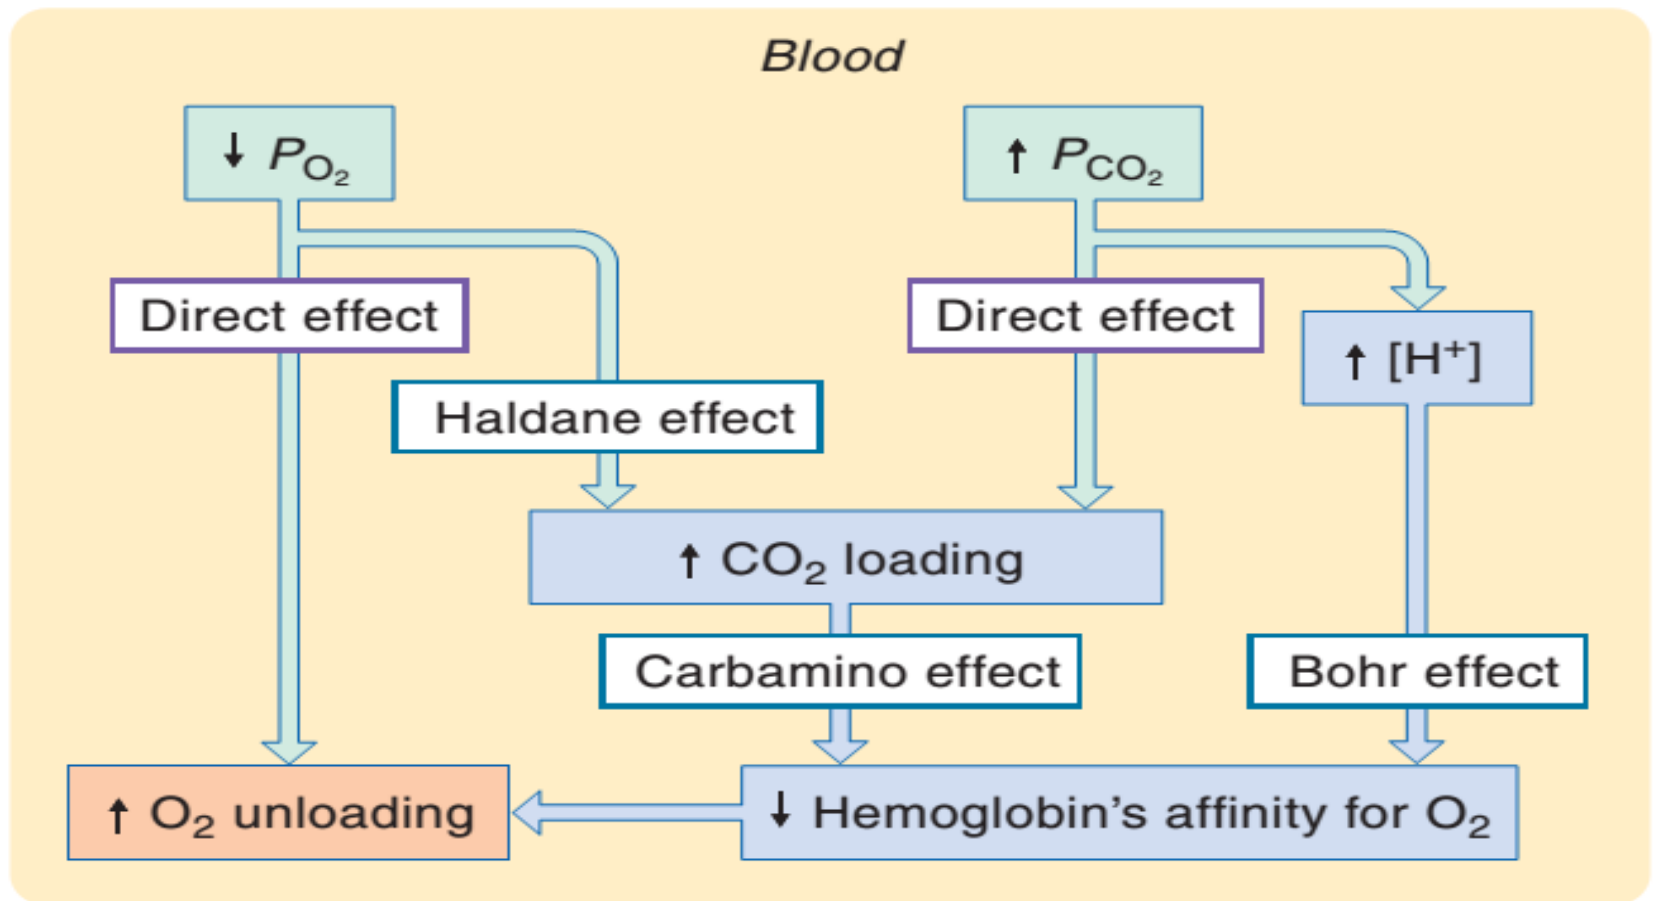 Blood
↓ PO₂
↑ PCO₂
Direct effect
Direct effect
↑ [H⁺]
Haldane effect
↑ CO₂ loading
Carbamino effect
Bohr effect
↑ O₂ unloading
↓ Hemoglobin’s affinity for O₂